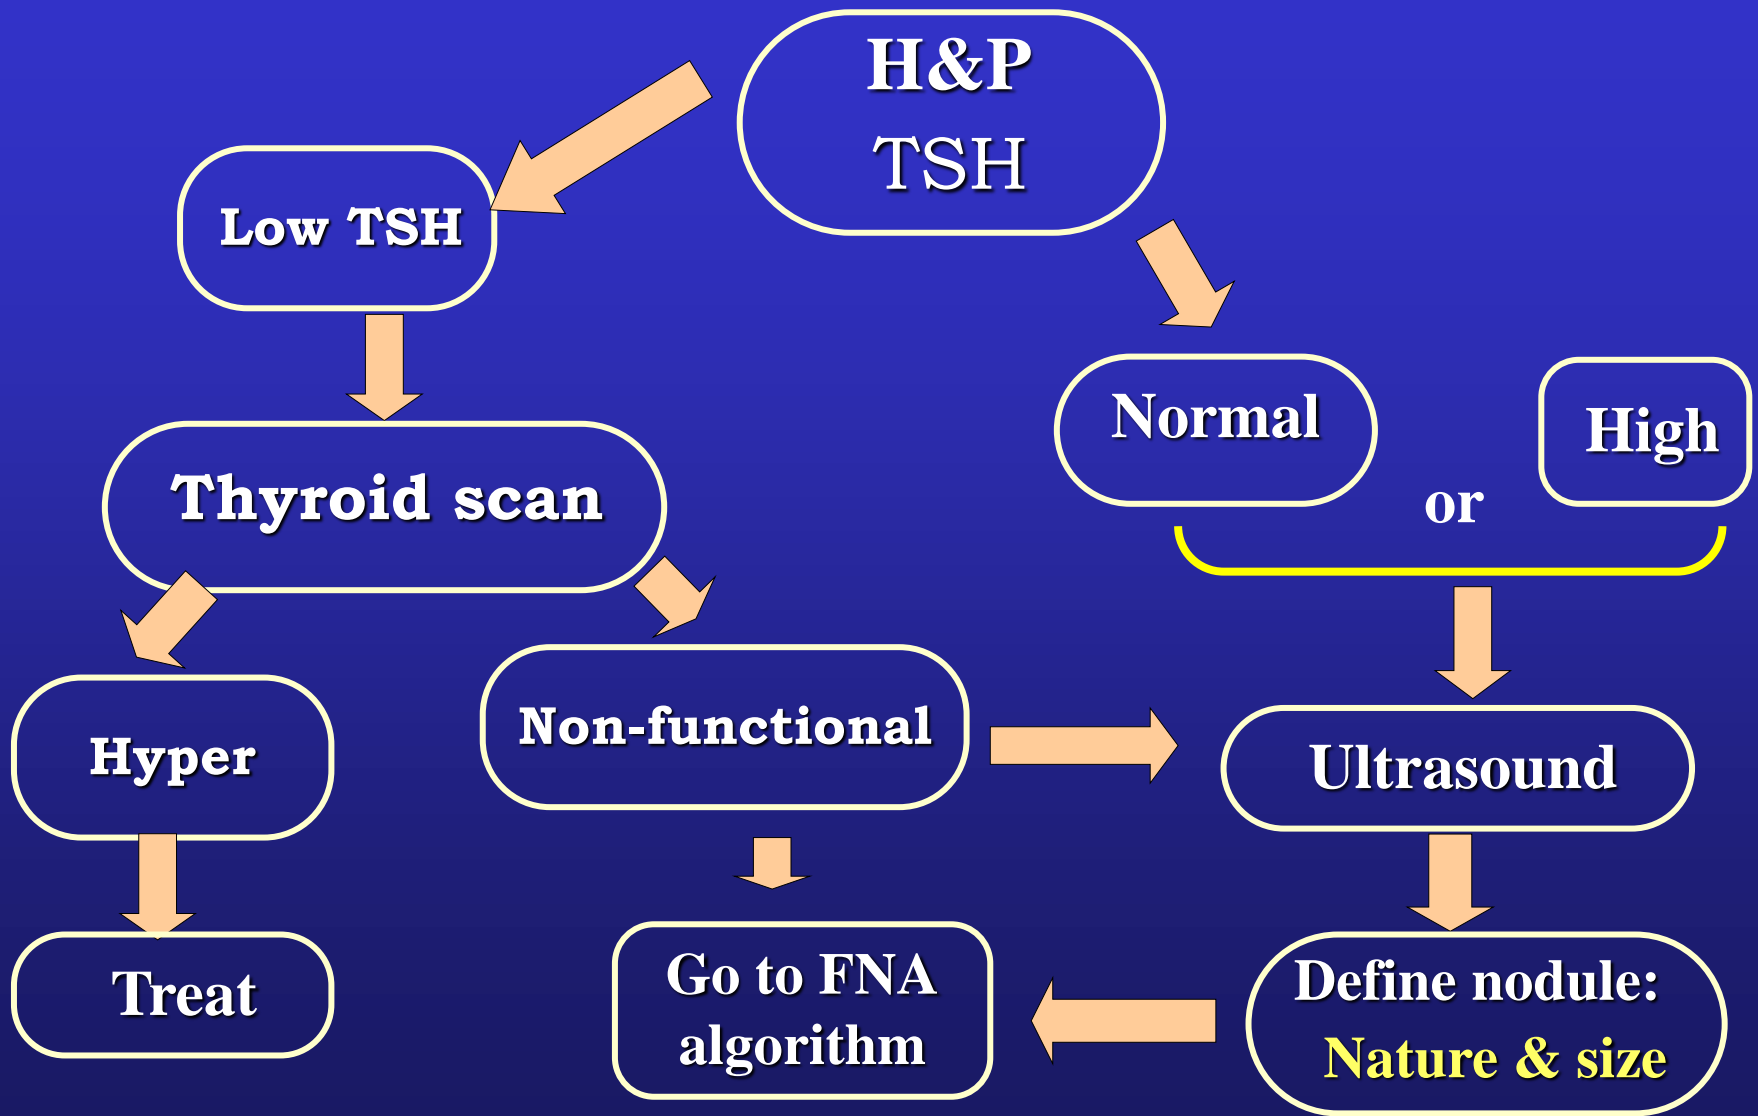 H&P
TSH
Low TSH
Normal
High
or
Thyroid scan
Hyper
Non-functional
Ultrasound
Treat
Go to FNA
algorithm
Define nodule:
Nature & size